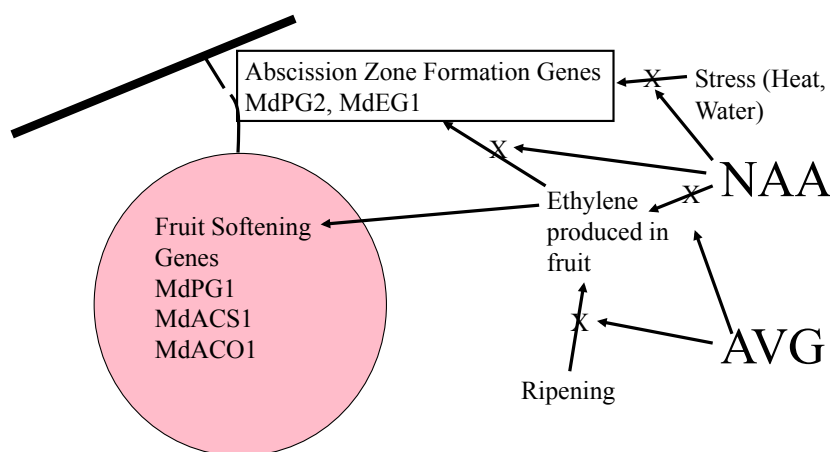 Abscission Zone Formation Genes
MdPG2, MdEG1
X
Stress (Heat,
Water)
X
NAA
X
Ethylene
produced in
fruit
Fruit Softening
Genes
MdPG1
MdACS1
MdACO1
X
AVG
Ripening